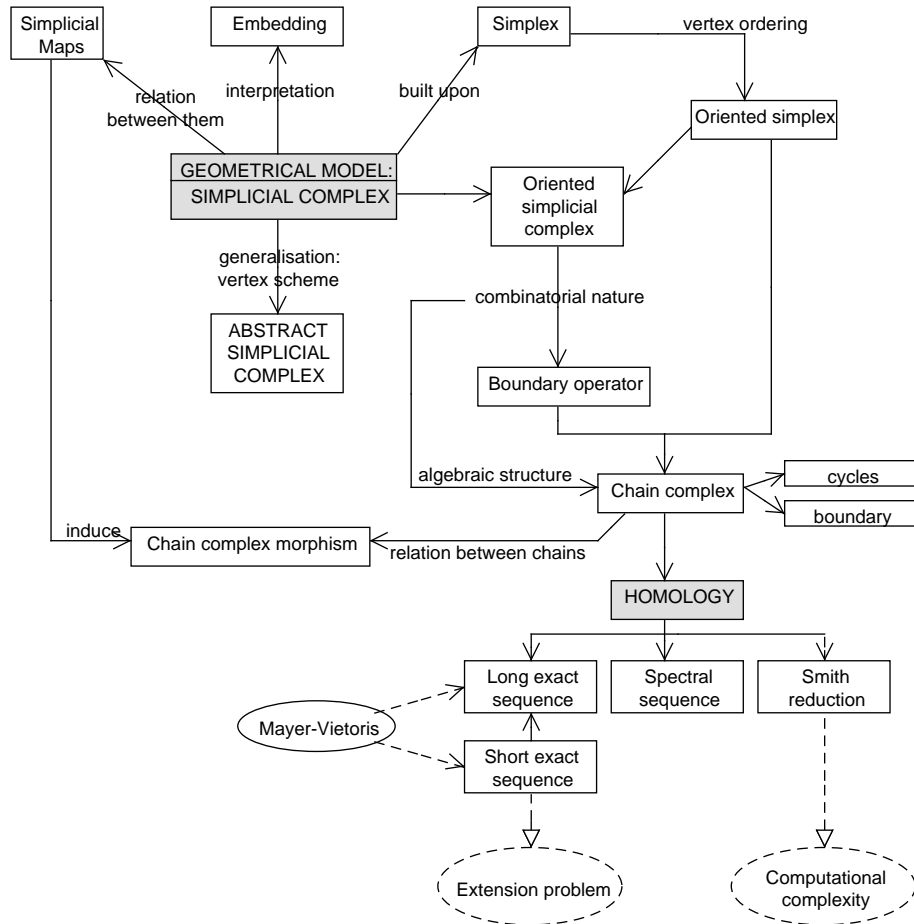 Simplicial
Maps
Embedding
Simplex
vertex ordering
relation
between them
interpretation
built upon
Oriented simplex
GEOMETRICAL MODEL:
SIMPLICIAL COMPLEX
Oriented
simplicial
complex
generalisation:
vertex scheme
combinatorial nature
ABSTRACT
SIMPLICIAL
COMPLEX
Boundary operator
algebraic structure
Chain complex
cycles
boundary
induce
Chain complex morphism
relation between chains
HOMOLOGY
Long exact
sequence
Spectral
sequence
Smith
reduction
Mayer-Vietoris
Short exact
sequence
Extension problem
Computational
complexity